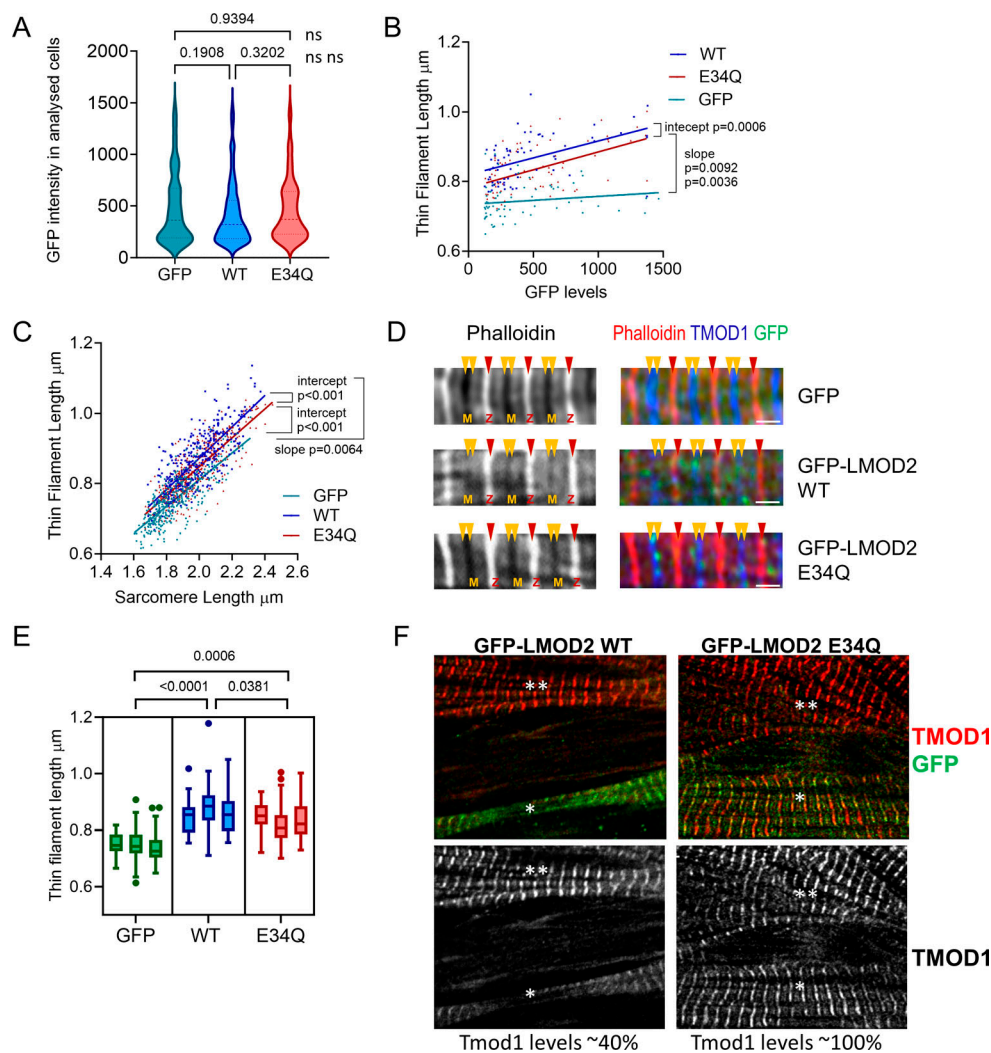 A
0.9394
ns
0.1908
0.3202
ns ns
GFP intensity in analysed cells
2000
1500
1000
500
0
GFP
WT
E34Q
B
Thin Filament Length μm
1.2
1.0
0.8
0.6
0
500
1000
1500
GFP levels
WT
E34Q
GFP
intecept p=0.0006
slope
p=0.0092
p=0.0036
C
Thin Filament Length μm
1.2
1.0
0.8
0.6
1.4
1.6
1.8
2.0
2.2
2.4
2.6
Sarcomere Length μm
intercept
p<0.001
intercept
p<0.001
slope p=0.0064
GFP
WT
E34Q
D
Phalloidin
Phalloidin TMOD1 GFP
M Z M Z M Z
GFP
M Z M Z M Z
GFP-LMOD2
WT
M Z M Z M Z
GFP-LMOD2
E34Q
E
0.0006
<0.0001
0.0381
Thin filament length μm
1.2
1.0
0.8
0.6
GFP
WT
E34Q
F
GFP-LMOD2 WT
GFP-LMOD2 E34Q
**
**
*
*
TMOD1
GFP
**
**
*
*
TMOD1
Tmod1 levels ~40%
Tmod1 levels ~100%